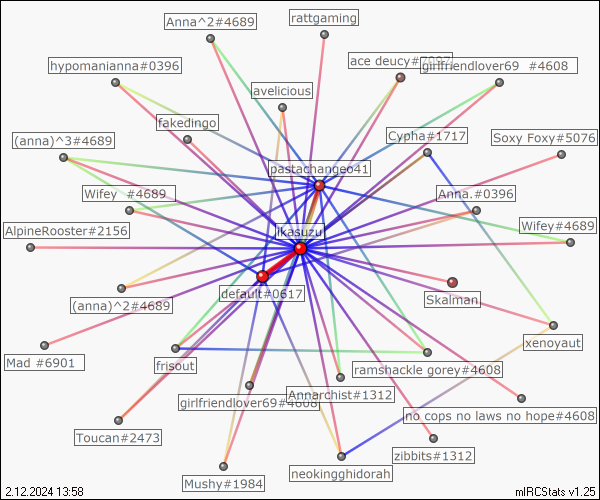 Anna^2#4689
rattgaming
ace deucy#7097
girlfriendlover69 #4608
hypomanianna#0396
avelicious
fakedingo
(anna)^3#4689
Cypha#1717
Soxy Foxy#5076
pastachangeo41
Wifey #4689
Anna.#0396
ikasuzu
Wifey#4689
AlpineRooster#2156
default#0617
Skalman.
(anna)^2#4689
xenoyaut
Mad #6901
frisout
ramshackle gorey#4608
Annarchist#1312
girlfriendlover69#4608
no cops no laws no hope#4608
Toucan#2473
zibbits#1312
neokingghidorah
Mushy#1984
2.12.2024 13:58
mIRCStats v1.25